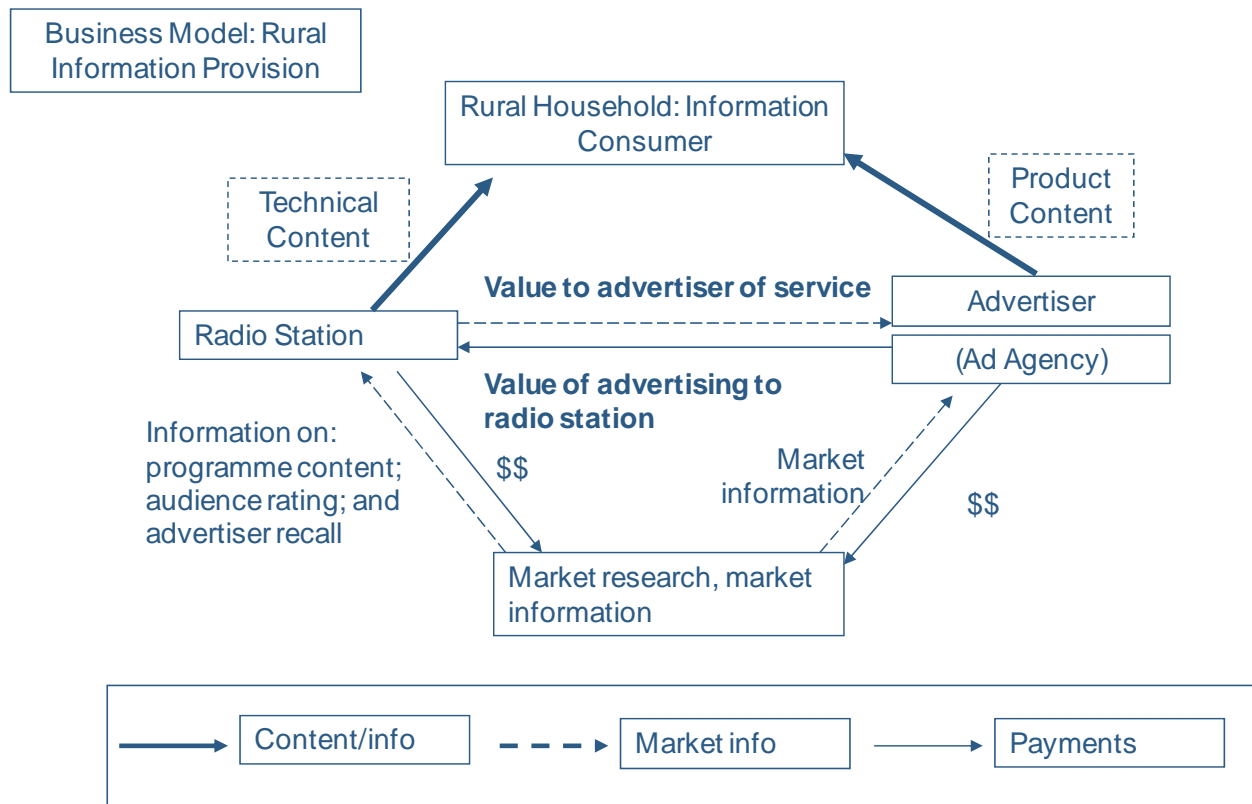 Business Model: Rural
Information Provision
Rural Household: Information
Consumer
Technical
Content
Product
Content
Value to advertiser of service
Advertiser
Radio Station
(Ad Agency)
Value of advertising to
radio station
Information on:
programme content;
audience rating; and
advertiser recall
$$
Market
information
$$
Market research, market
information
Content/info
Market info
Payments